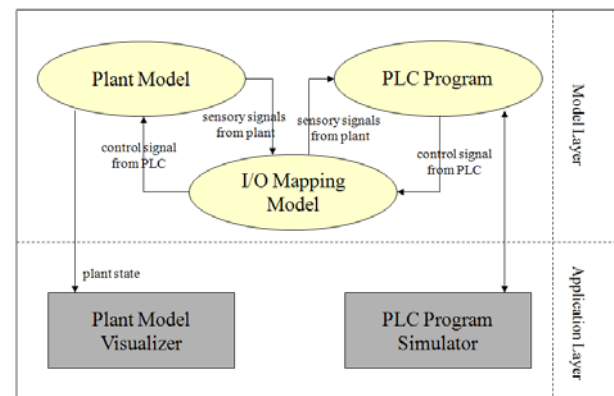 Plant Model
PLC Program
sensory signals
from plant
sensory signals
from plant
control signal
from PLC
control signal
from PLC
I/O Mapping
Model
Model Layer
plant state
Plant Model
Visualizer
PLC Program
Simulator
Application Layer